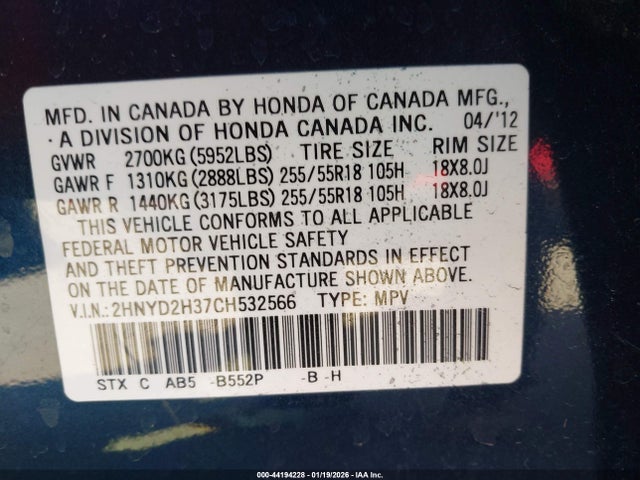 MFD. IN CANADA BY HONDA OF CANADA MFG.,
· A DIVISION OF HONDA CANADA INC. 04/'12
GVWR 2700KG (5952LBS) TIRE SIZE RIM SIZE
GAWR F 1310KG (2888LBS) 255/55R18 105H 18X8.0J
GAWR R 1440KG (3175LBS) 255/55R18 105H 18X8.0J
THIS VEHICLE CONFORMS TO ALL APPLICABLE
FEDERAL MOTOR VEHICLE SAFETY
AND THEFT PREVENTION STANDARDS IN EFFECT
ON THE DATE OF MANUFACTURE SHOWN ABOVE.
V.I.N.:2HNYD2H37CH532566 TYPE: MPV
STX C AB5 -B552P -B -H
000-44194228 - 01/19/2026 - IAA Inc.